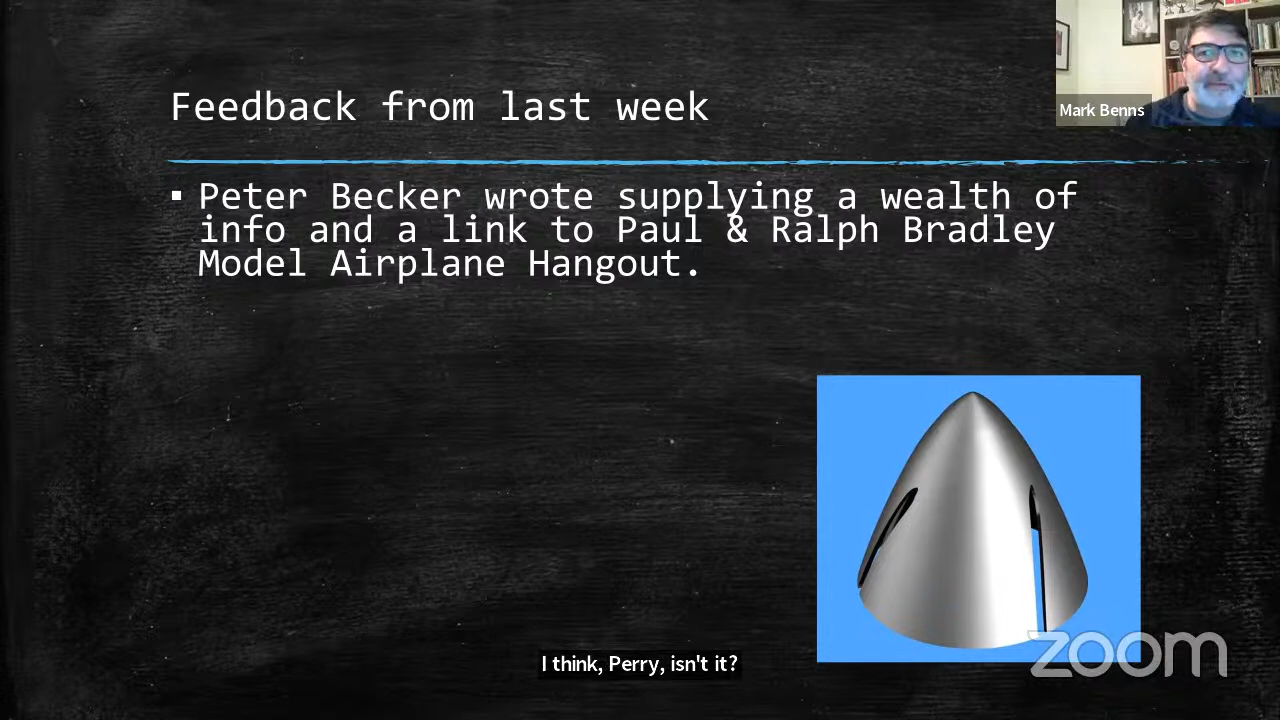 Mark Benns
Feedback from last week
▪ Peter Becker wrote supplying a wealth of
info and a link to Paul & Ralph Bradley
Model Airplane Hangout.
I think, Perry, isn't it?
zoom